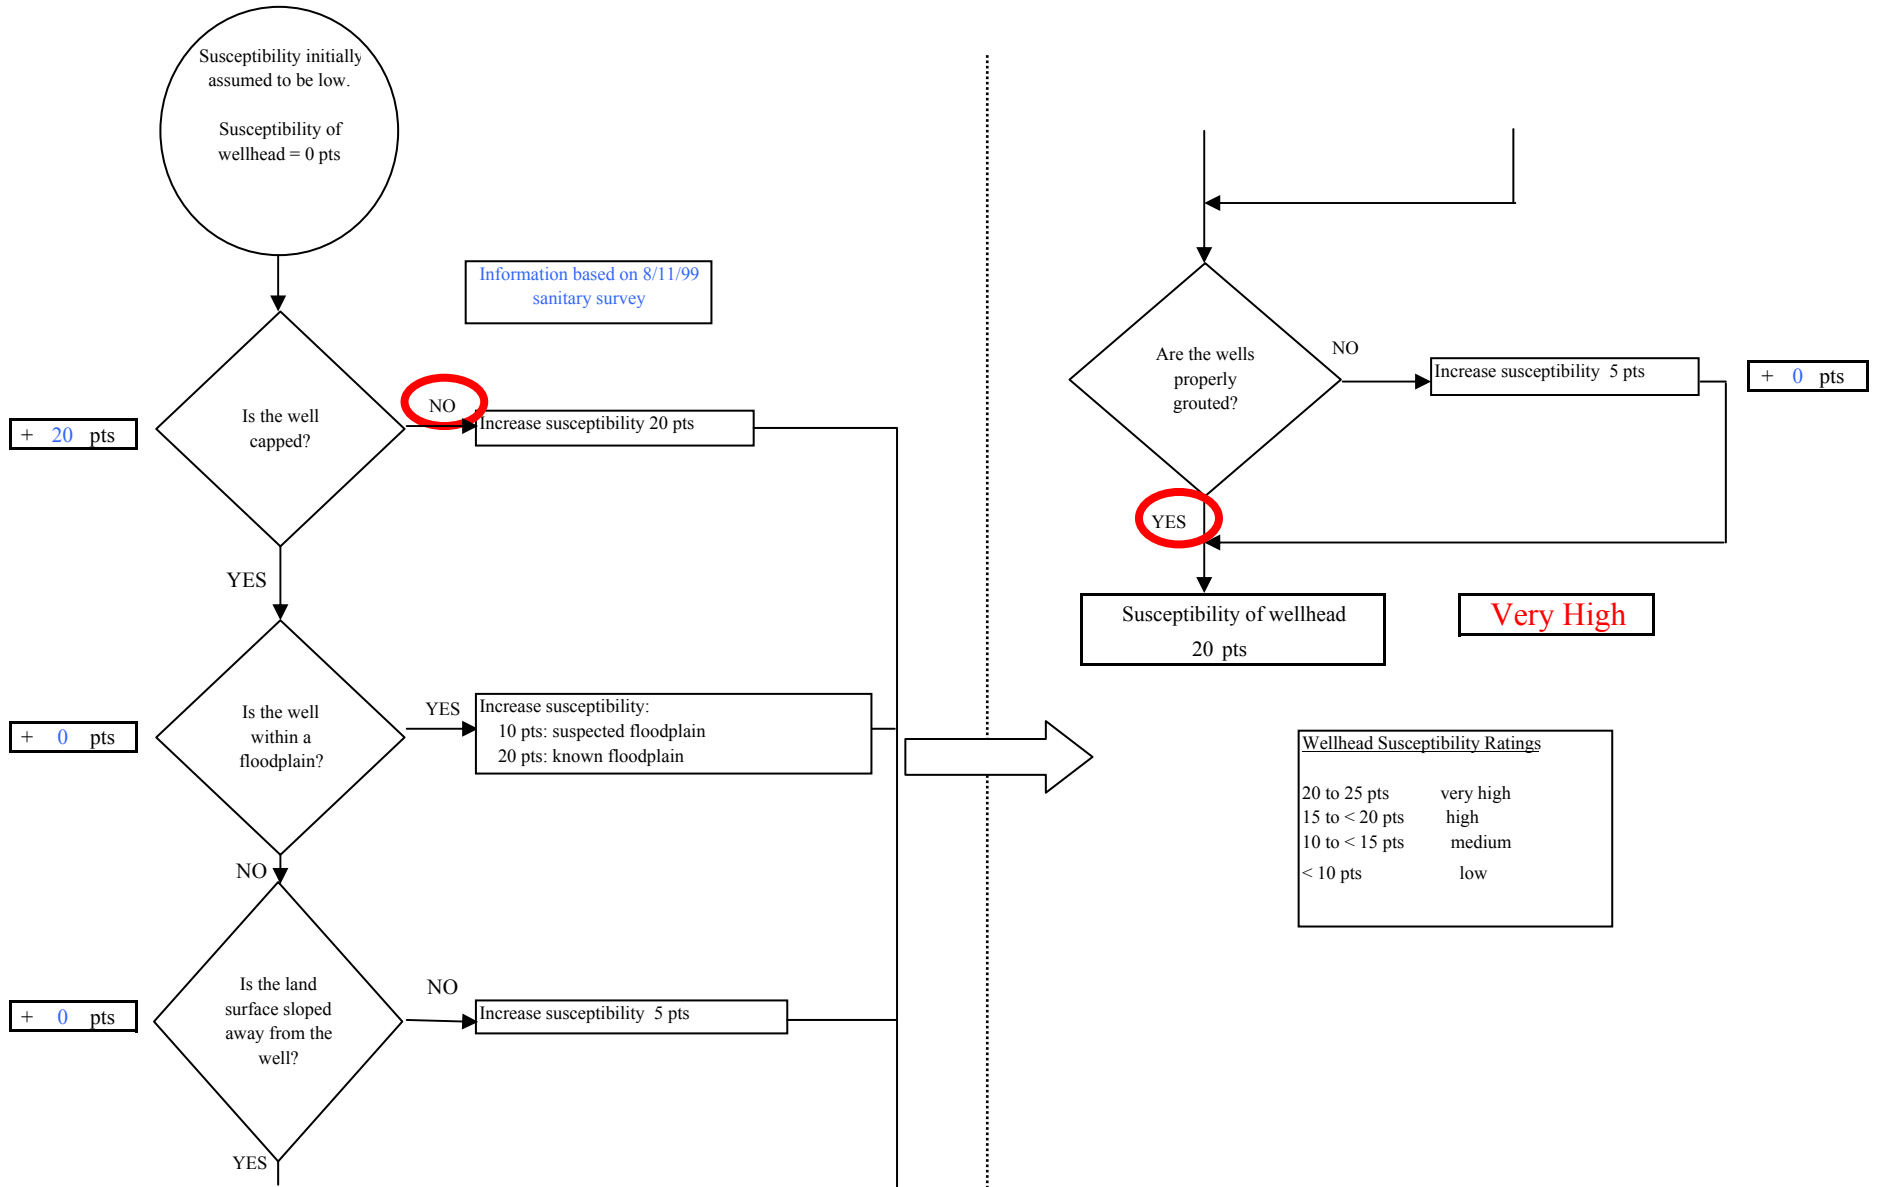 Susceptibility initially
assumed to be low.
Susceptibility of
wellhead = 0 pts
Information based on 8/11/99
sanitary survey
Is the well
capped?
NO
Increase susceptibility 20 pts
+ 20 pts
YES
Is the well
within a
floodplain?
YES
Increase susceptibility:
10 pts: suspected floodplain
20 pts: known floodplain
+ 0 pts
NO
Is the land
surface sloped
away from the
well?
NO
Increase susceptibility 5 pts
+ 0 pts
YES
Are the wells
properly
grouted?
NO
Increase susceptibility 5 pts
+ 0 pts
YES
Susceptibility of wellhead
20 pts
Very High
Wellhead Susceptibility Ratings
20 to 25 pts very high
15 to < 20 pts high
10 to < 15 pts medium
< 10 pts low